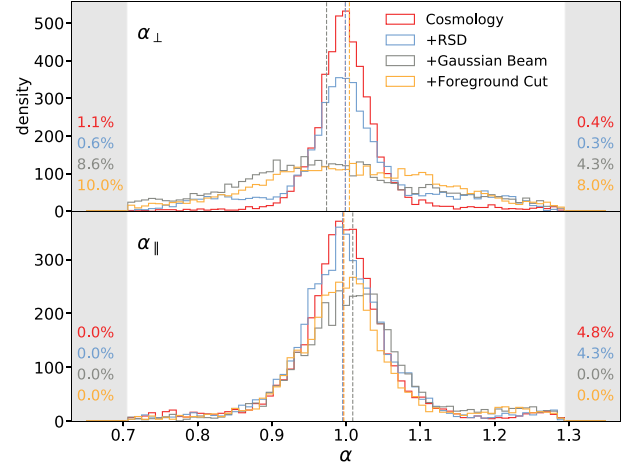 α⊥
Cosmology
+RSD
+Gaussian Beam
+Foreground Cut
density
500
400
300
200
100
0
1.1%
0.6%
8.6%
10.0%
0.4%
0.3%
4.3%
8.0%
α∥
300
200
100
0
0.0%
0.0%
0.0%
0.0%
4.8%
4.3%
0.0%
0.0%
0.7 0.8 0.9 1.0 1.1 1.2 1.3
α